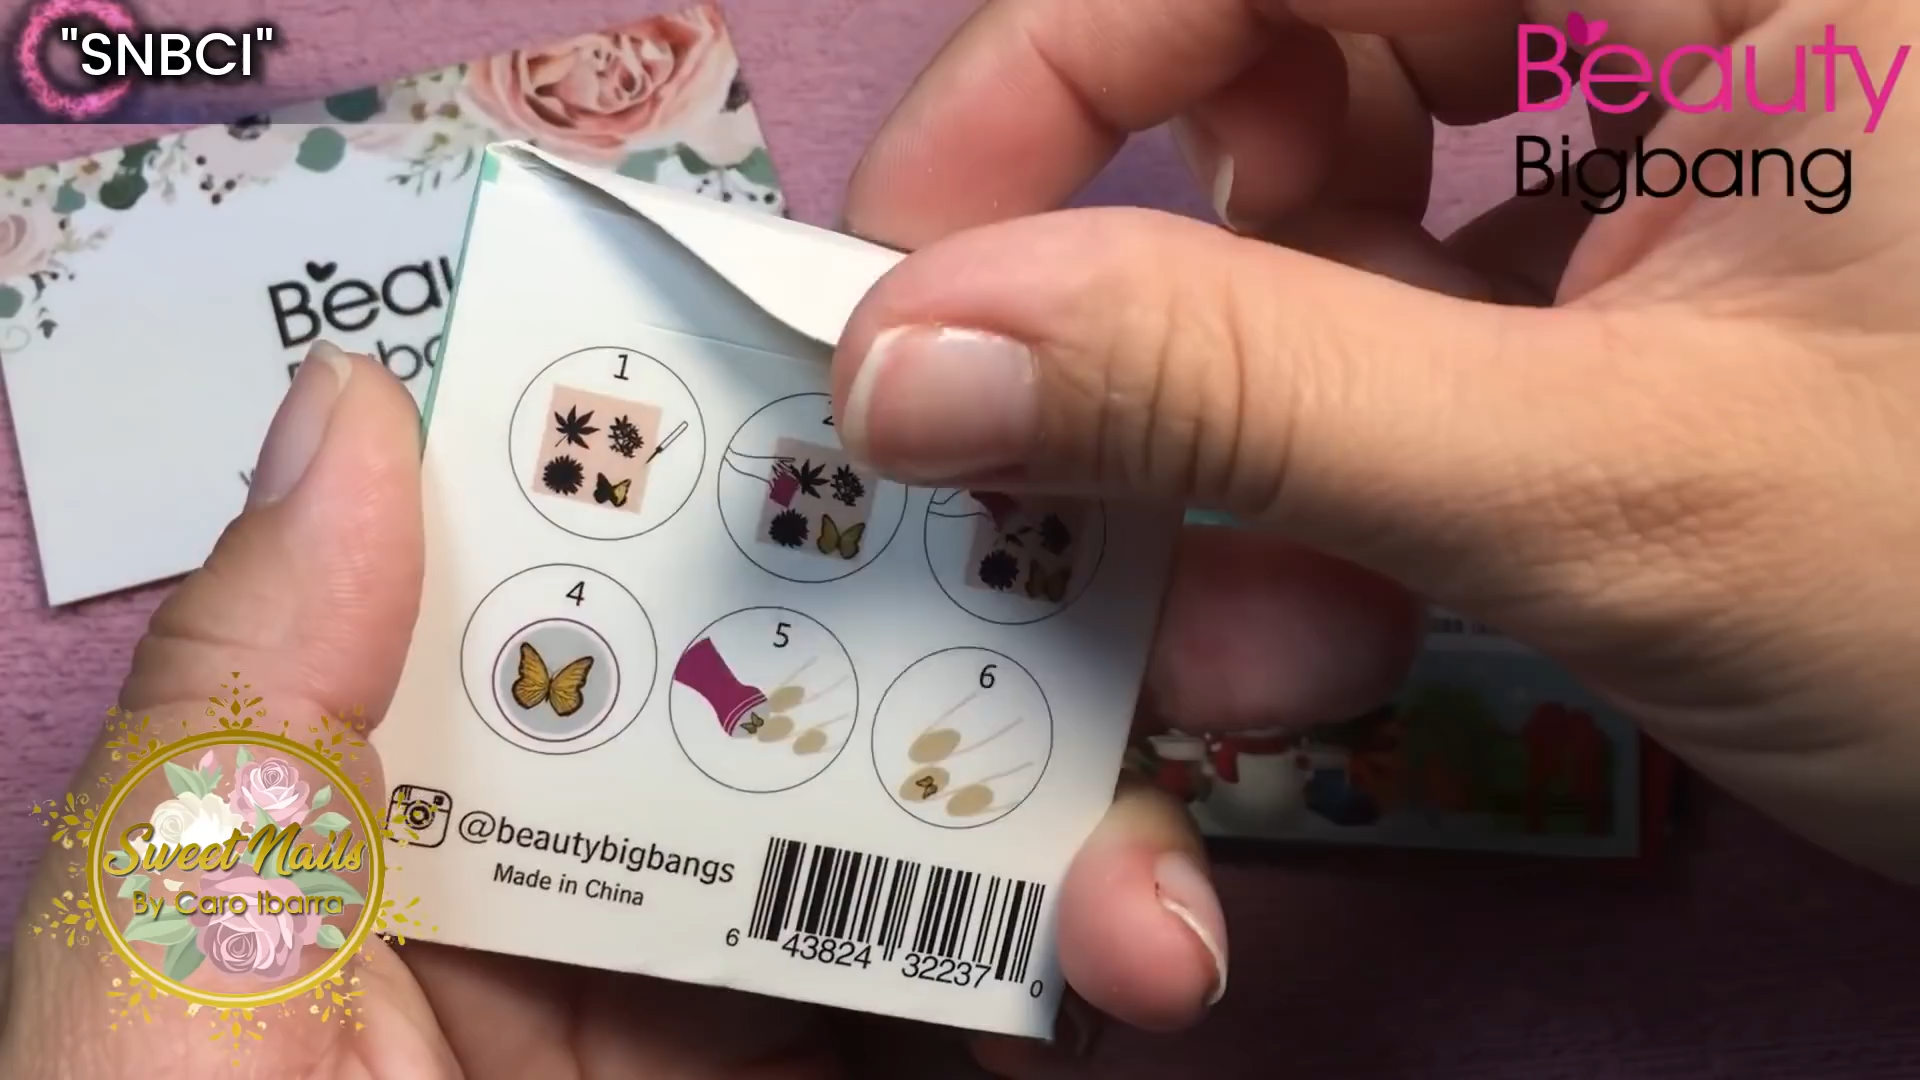 "SNBCI"
Beauty
Bigbang
1
4
5
6
@beautybigbangs
Made in China
6 43824 32237 0
Sweet Nails
By Caro Ibarra